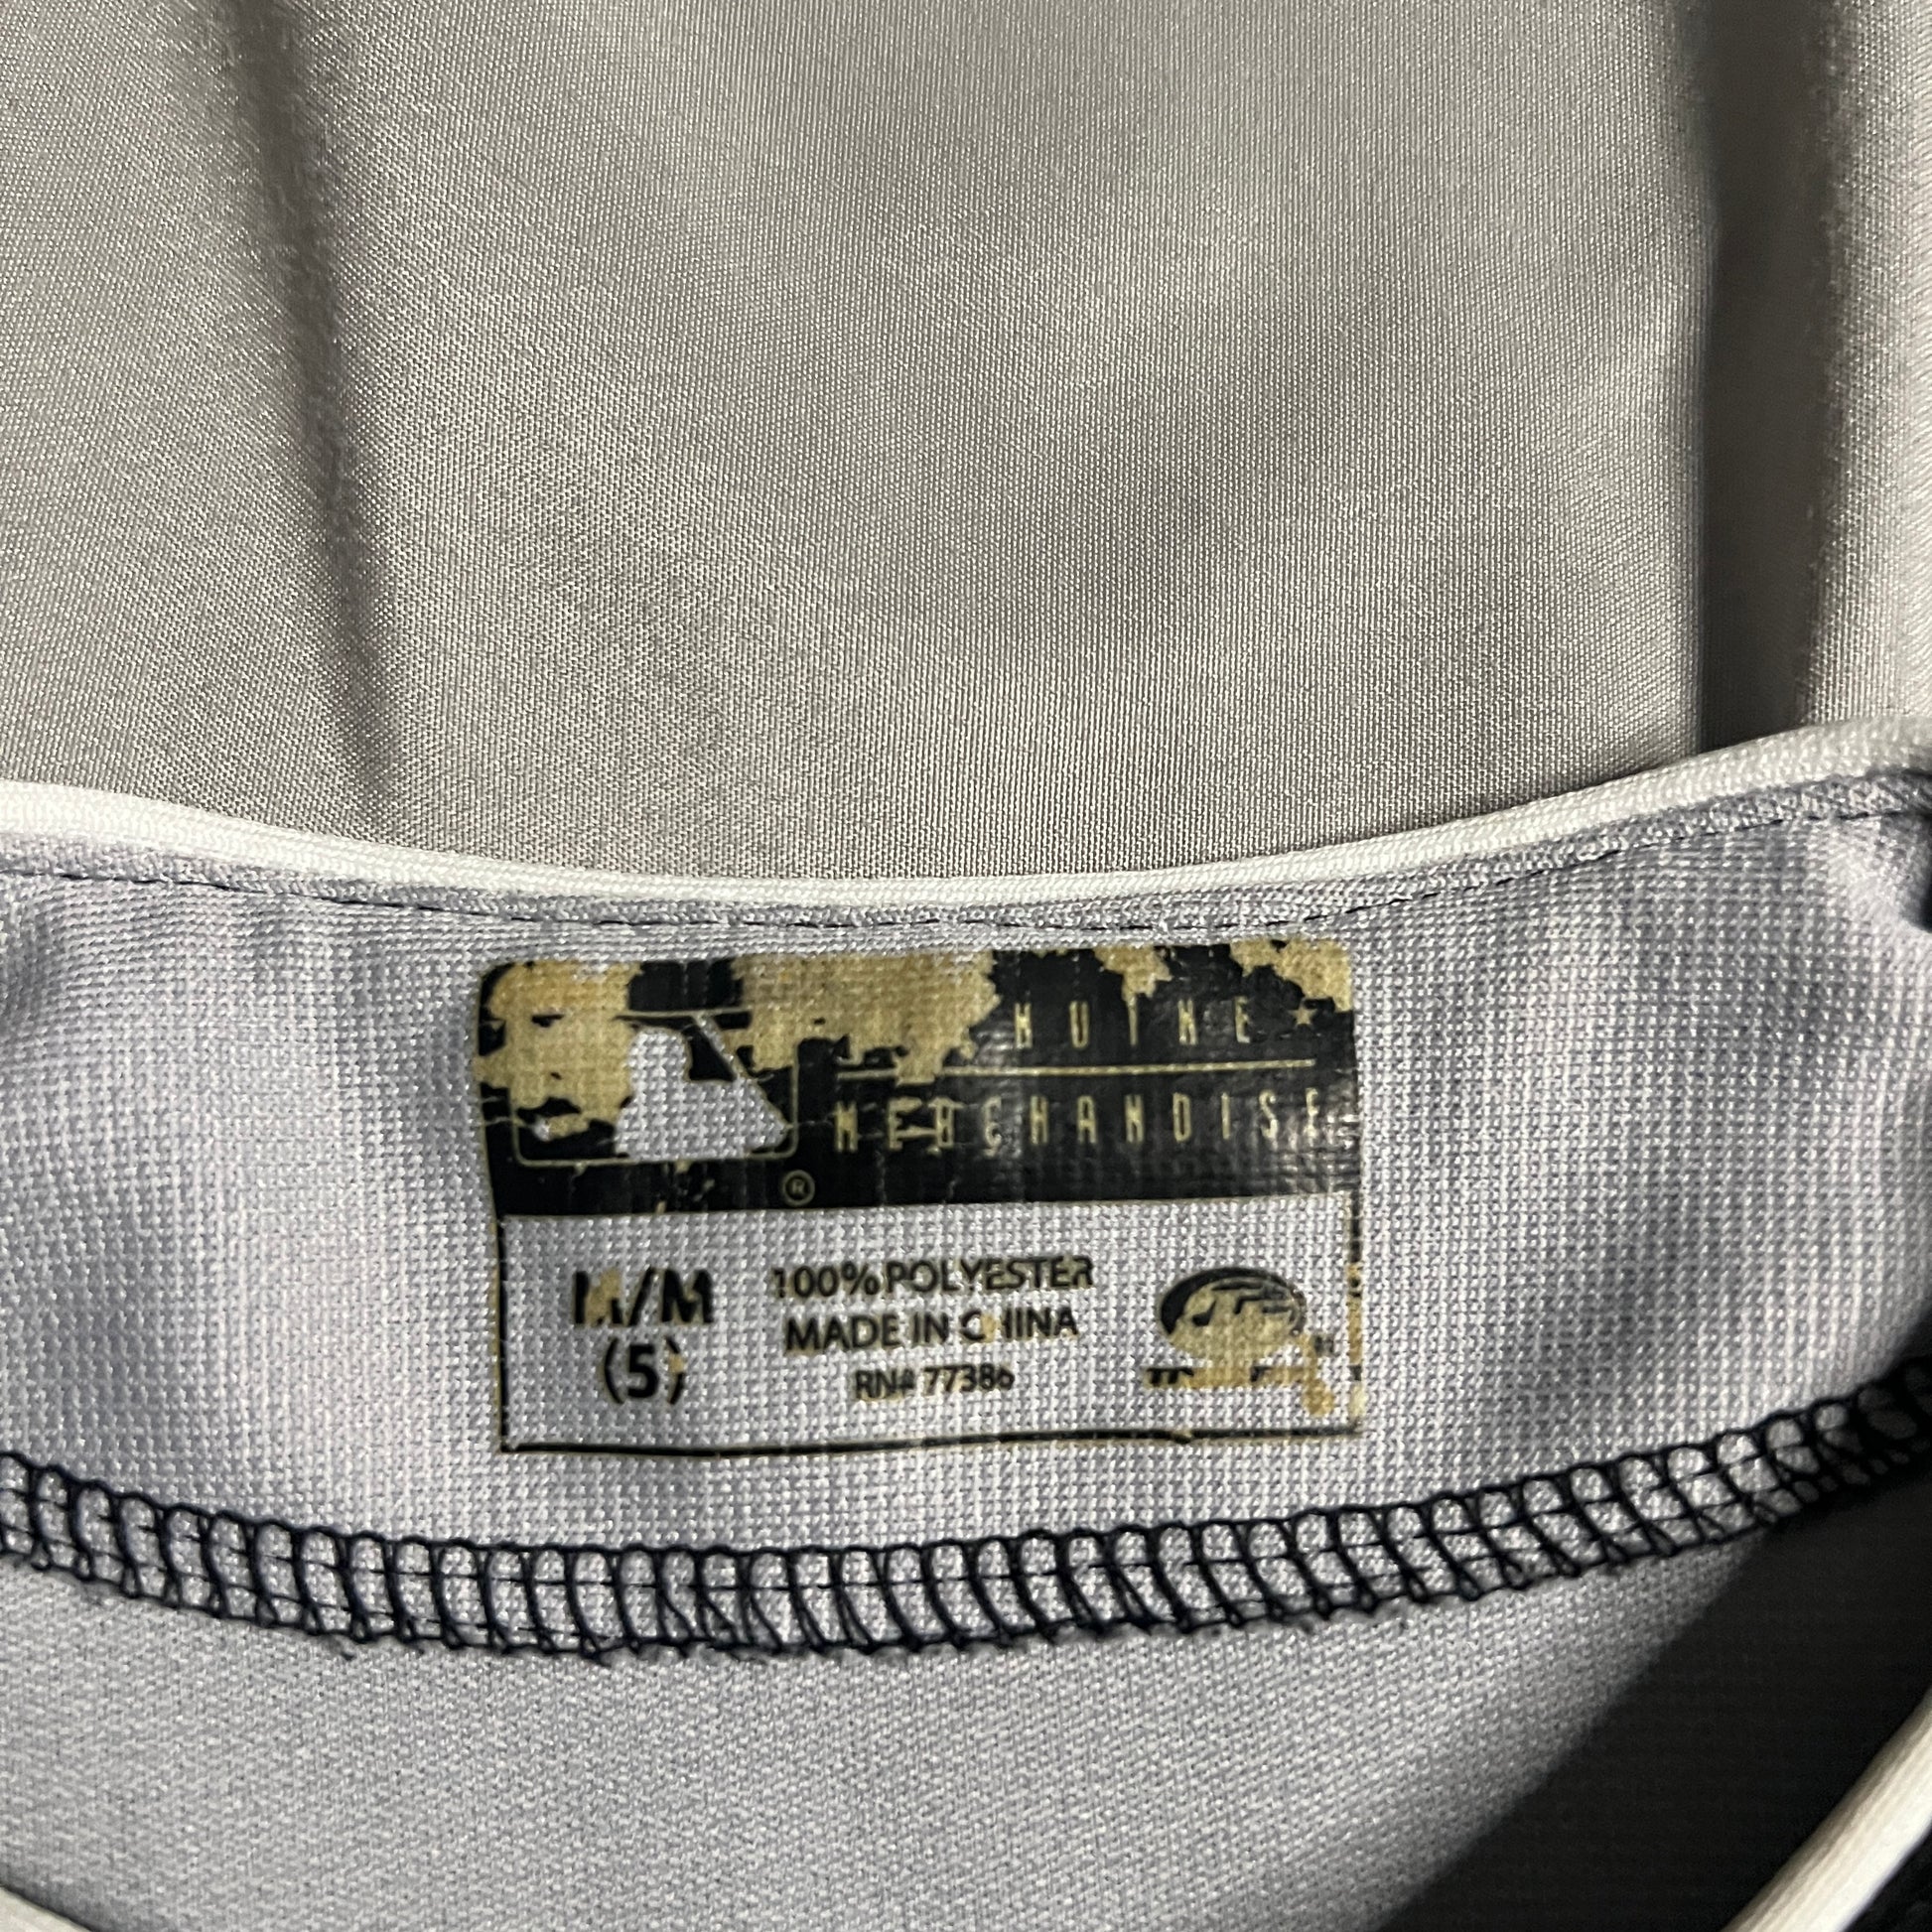 MERCHANDISE
®
M/M
(5)
100% POLYESTER
MADE IN CHINA
RN# 77386